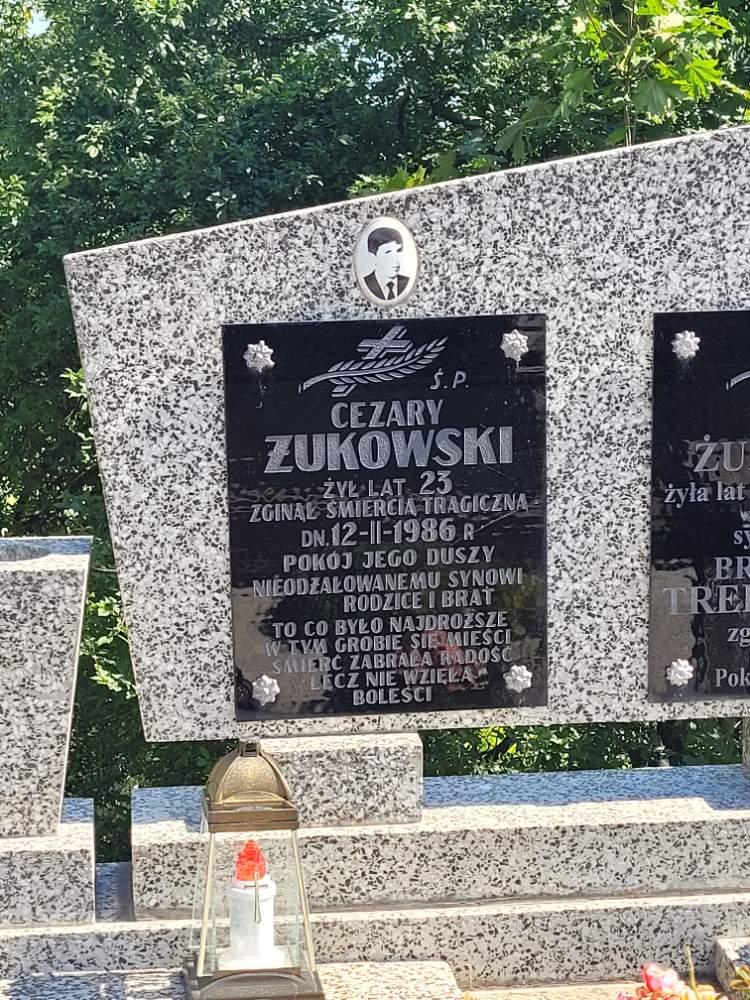 Ś.P.
CEZARY
ŻUKOWSKI
ŻYŁ LAT 23
ZGINĄŁ ŚMIERCIĄ TRAGICZNĄ
DN. 12-II-1986 R
POKÓJ JEGO DUSZY
NIEODŻAŁOWANEMU SYNOWI
RODZICE I BRAT
TO CO BYŁO NAJDROŻSZE
W TYM GROBIE SIĘ MIEŚCI
ŚMIERĆ ZABRAŁA RADOŚĆ
LECZ NIE WZIĘŁA
BOLEŚCI
ŻU
żyła lat
sy
BR
TRE
zg
Pok